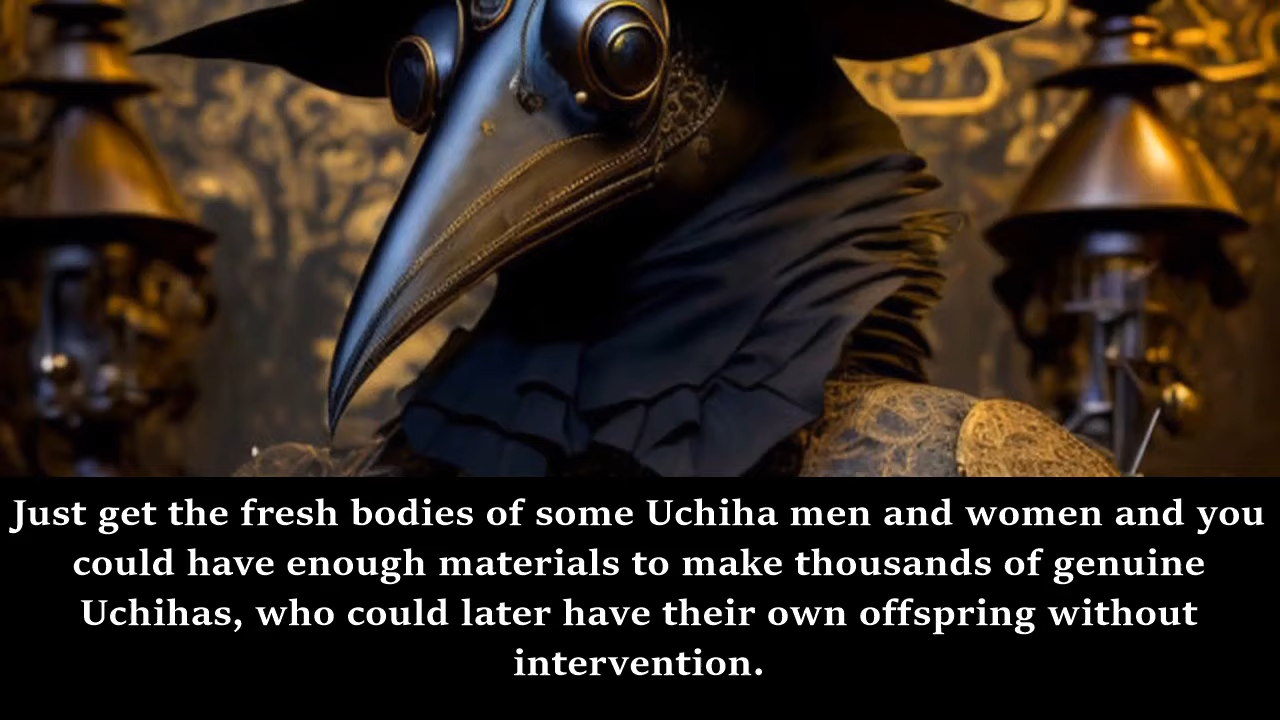 Just get the fresh bodies of some Uchiha men and women and you
could have enough materials to make thousands of genuine
Uchihas, who could later have their own offspring without
intervention.